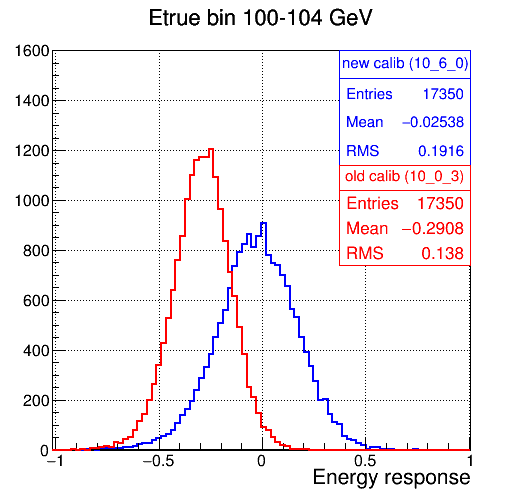 Etrue bin 100-104 GeV
1600
1400
1200
1000
800
600
400
200
0
new calib (10_6_0)
Entries 17350
Mean −0.02538
RMS 0.1916
old calib (10_0_3)
Entries 17350
Mean −0.2908
RMS 0.138
−1 −0.5 0 0.5 1
Energy response